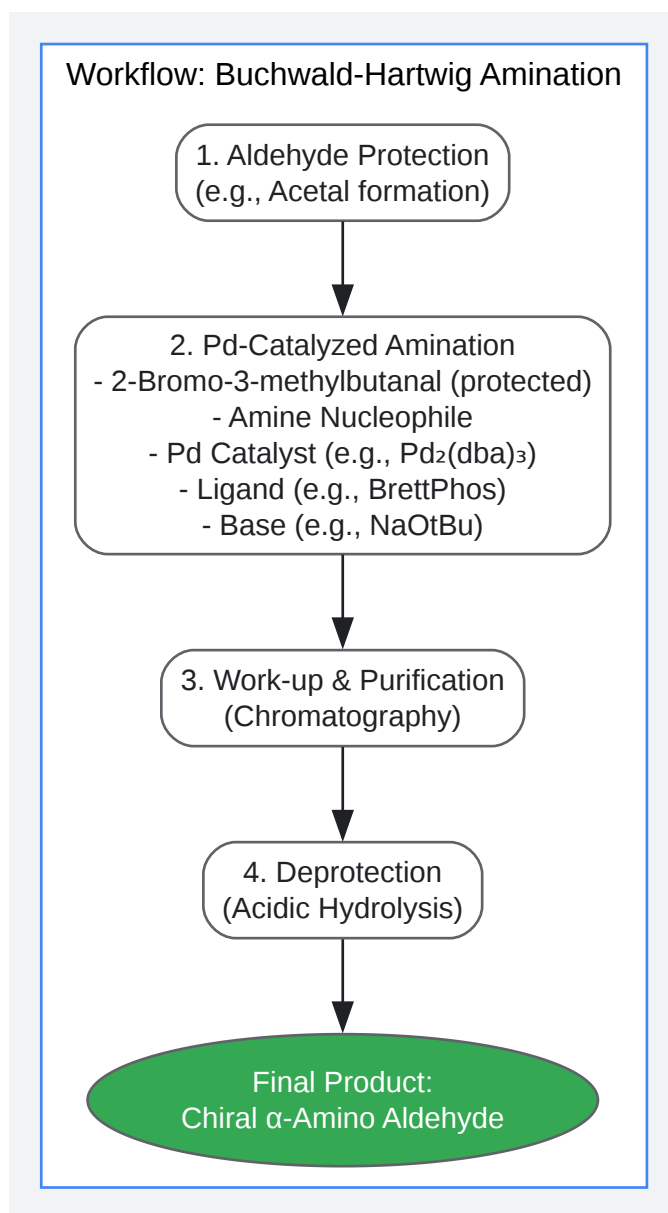 Workflow: Buchwald-Hartwig Amination
1. Aldehyde Protection
(e.g., Acetal formation)
2. Pd-Catalyzed Amination
- 2-Bromo-3-methylbutanal (protected)
- Amine Nucleophile
- Pd Catalyst (e.g., Pd₂(dba)₃)
- Ligand (e.g., BrettPhos)
- Base (e.g., NaOtBu)
3. Work-up & Purification
(Chromatography)
4. Deprotection
(Acidic Hydrolysis)
Final Product:
Chiral α-Amino Aldehyde